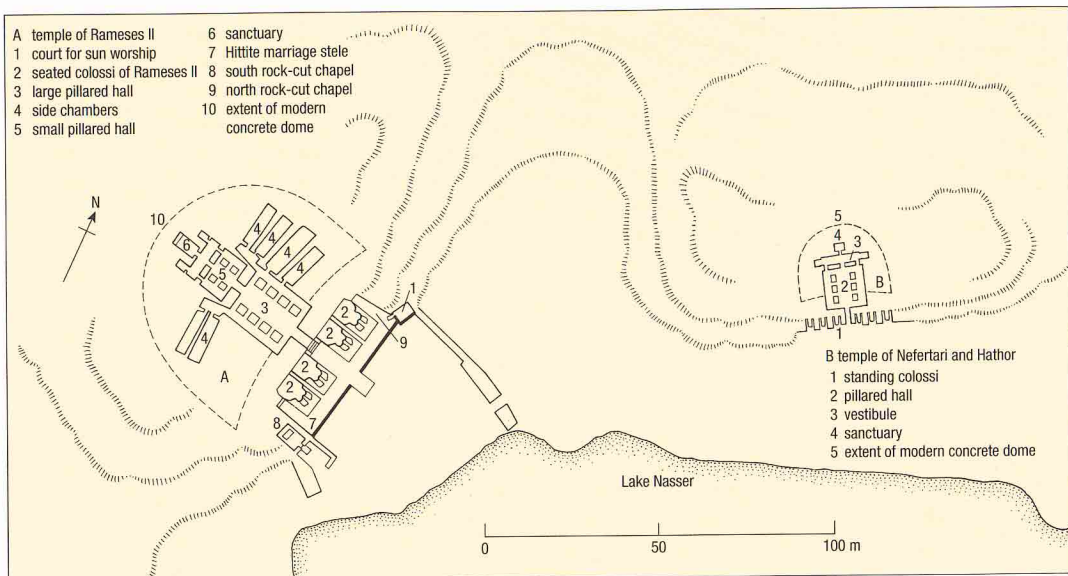 A temple of Rameses II
1 court for sun worship
2 seated colossi of Rameses II
3 large pillared hall
4 side chambers
5 small pillared hall
6 sanctuary
7 Hittite marriage stele
8 south rock-cut chapel
9 north rock-cut chapel
10 extent of modern
concrete dome
N
10
4
4
4
4
6
5
3
4
A
2
2
2
2
1
9
7
8
5
4
3
2
B
1
B temple of Nefertari and Hathor
1 standing colossi
2 pillared hall
3 vestibule
4 sanctuary
5 extent of modern concrete dome
Lake Nasser
0 50 100 m